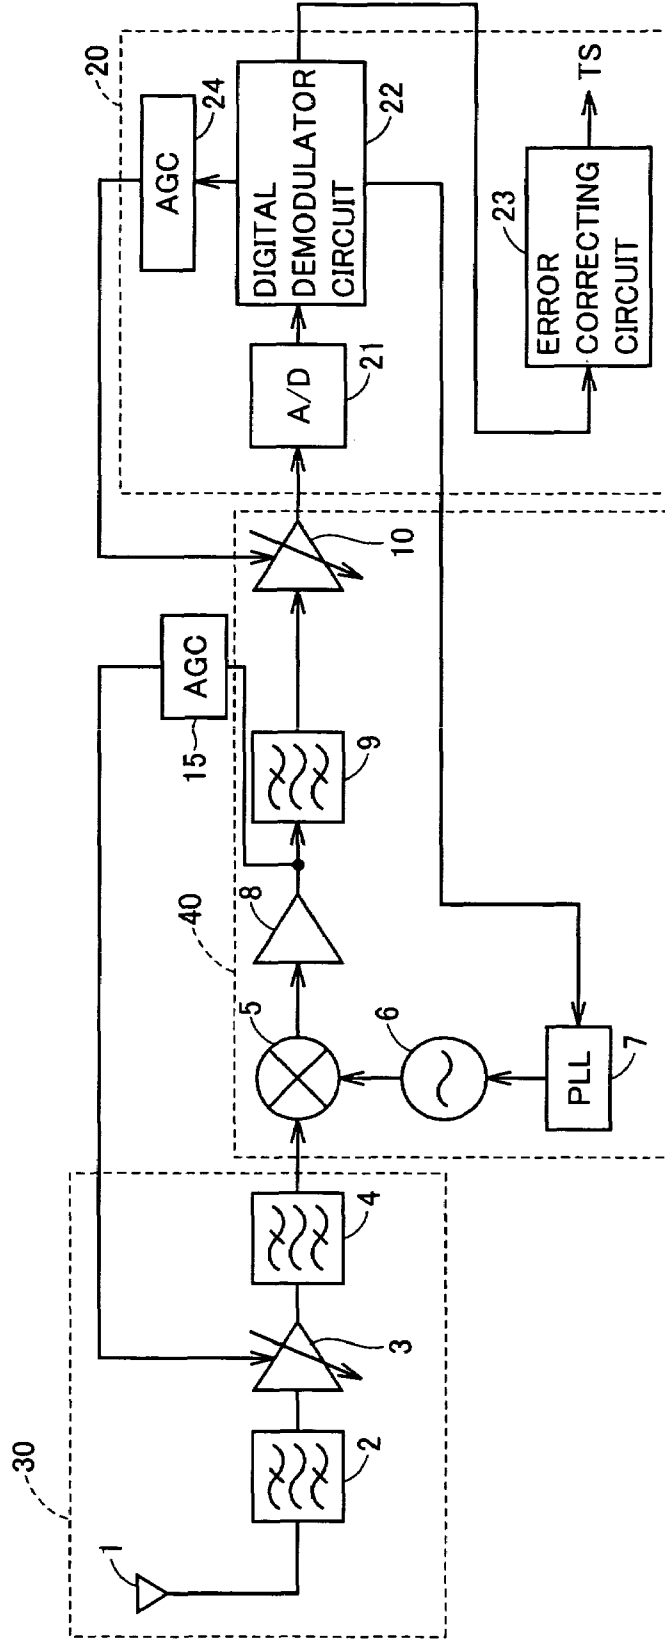 30
1
2
3
4
40
5
6
PLL
7
8
9
AGC
15
10
20
A/D
21
AGC
24
DIGITAL
DEMODULATOR
CIRCUIT
22
ERROR
CORRECTING
CIRCUIT
23
TS